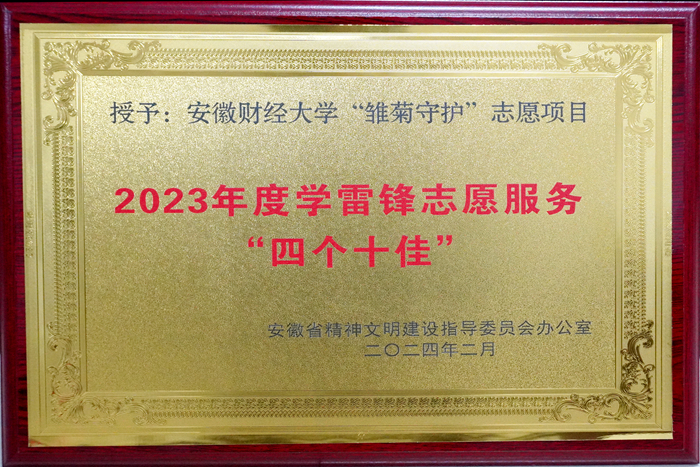 授予：安徽财经大学“雏菊守护”志愿项目
2023年度学雷锋志愿服务
“四个十佳”
安徽省精神文明建设指导委员会办公室
二〇二四年二月